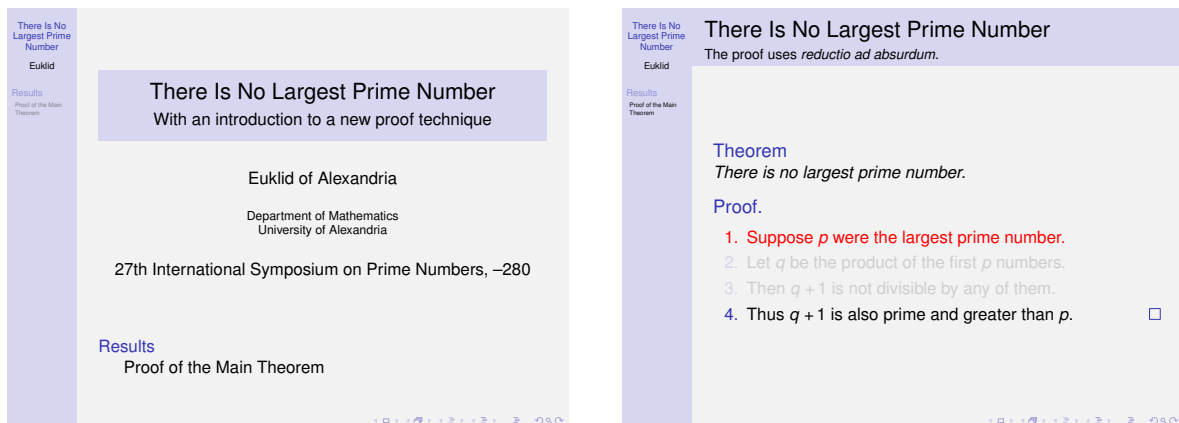 There Is No
Largest Prime
Number
Euklid
Results
Proof of the Main
Theorem
There Is No Largest Prime Number
With an introduction to a new proof technique
Euklid of Alexandria
Department of Mathematics
University of Alexandria
27th International Symposium on Prime Numbers, –280
Results
Proof of the Main Theorem
There Is No
Largest Prime
Number
Euklid
Results
Proof of the Main
Theorem
There Is No Largest Prime Number
The proof uses reductio ad absurdum.
Theorem
There is no largest prime number.
Proof.
1. Suppose p were the largest prime number.
2. Let q be the product of the first p numbers.
3. Then q + 1 is not divisible by any of them.
4. Thus q + 1 is also prime and greater than p. □